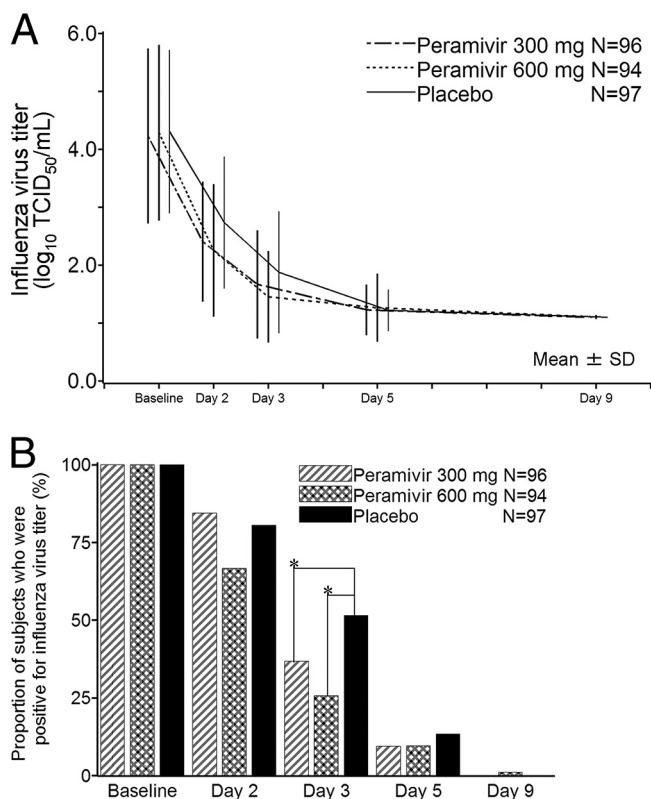 A
6.0
4.0
2.0
0.0
Influenza virus titer
(log10 TCID50/mL)
Peramivir 300 mg N=96
Peramivir 600 mg N=94
Placebo N=97
Mean ± SD
Baseline Day 2 Day 3 Day 5 Day 9
B
100
75
50
25
0
Proportion of subjects who were
positive for influenza virus titer (%)
Peramivir 300 mg N=96
Peramivir 600 mg N=94
Placebo N=97
*
*
Baseline Day 2 Day 3 Day 5 Day 9